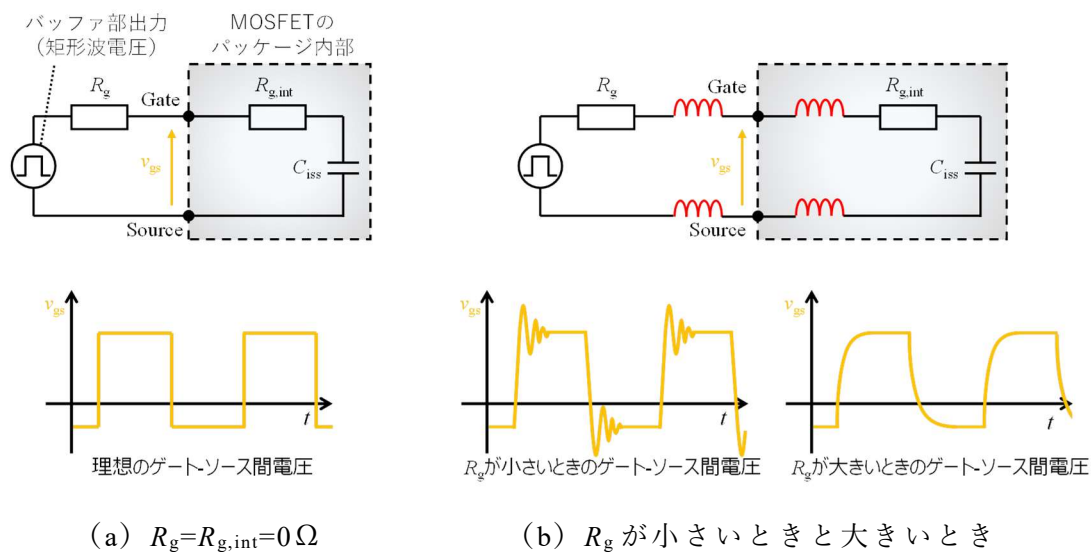 バッファ部出力
（矩形波電圧）
MOSFETの
パッケージ内部
Rg
Gate
Rg,int
vgs
Ciss
Source
Rg
Gate
Rg,int
vgs
Ciss
Source
vgs
t
理想のゲート-ソース間電圧
vgs
t
Rgが小さいときのゲート-ソース間電圧
vgs
t
Rgが大きいときのゲート-ソース間電圧
（a）Rg=Rg,int=0Ω
（b）Rgが小さいときと大きいとき